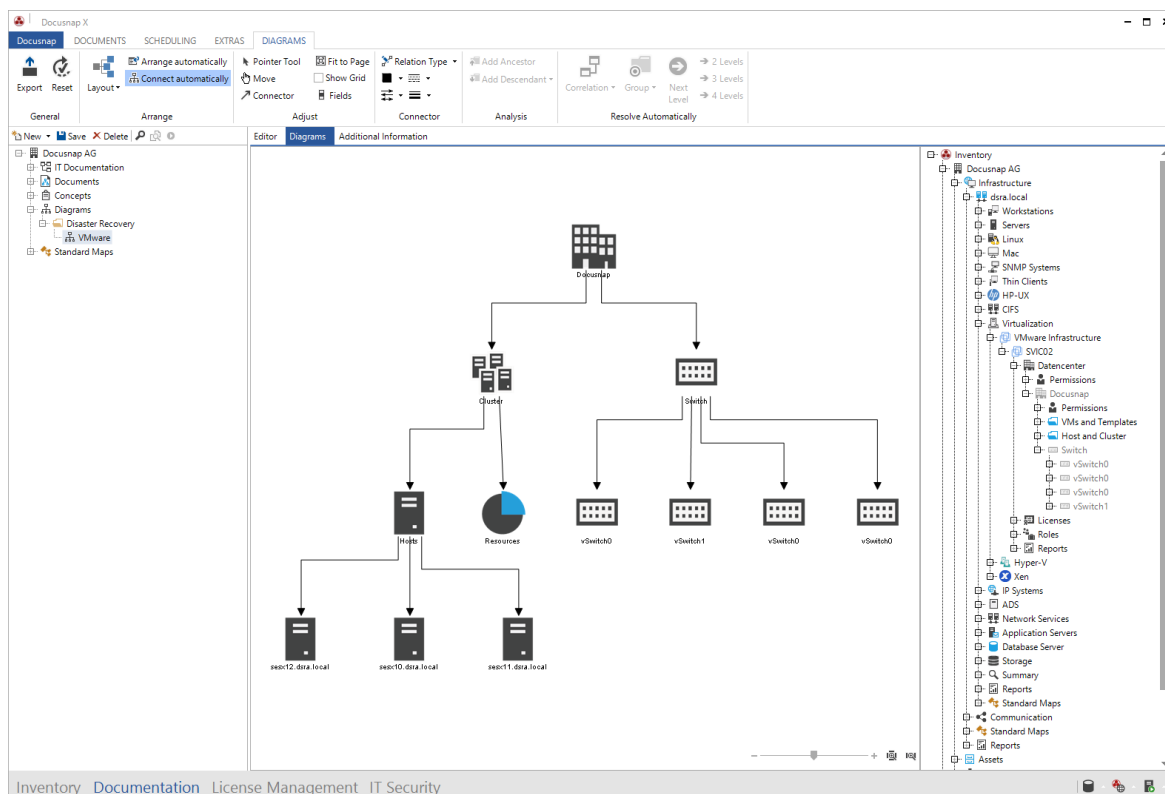 Docusnap X
Docusnap DOCUMENTS SCHEDULING EXTRAS DIAGRAMS
Export Reset Layout Arrange automatically Connect automatically Pointer Tool Move Connector Fit to Page Show Grid Fields Relation Type Add Ancestor Add Descendant Correlation Group Next Level 2 Levels 3 Levels 4 Levels
General Arrange Adjust Connector Analysis Resolve Automatically
New Save Delete
Docusnap AG
IT Documentation
Documents
Concepts
Diagrams
Disaster Recovery
VMware
Standard Maps
Editor Diagrams Additional Information
Docusnap
Cluster Switch
Hosts Resources vSwitch0 vSwitch1 vSwitch0 vSwitch0
sesx12.dsra.local sesx10.dsra.local sesx11.dsra.local
Inventory
Docusnap AG
Infrastructure
dsra.local
Workstations
Servers
Linux
Mac
SNMP Systems
Thin Clients
HP-UX
CIFS
Virtualization
VMware Infrastructure
SVIC02
Datencenter
Permissions
Docusnap
Permissions
VMs and Templates
Host and Cluster
Switch
vSwitch0
vSwitch0
vSwitch0
vSwitch1
Licenses
Roles
Reports
Hyper-V
Xen
IP Systems
ADS
Network Services
Application Servers
Database Server
Storage
Summary
Reports
Standard Maps
Communication
Standard Maps
Reports
Assets
Inventory Documentation License Management IT Security